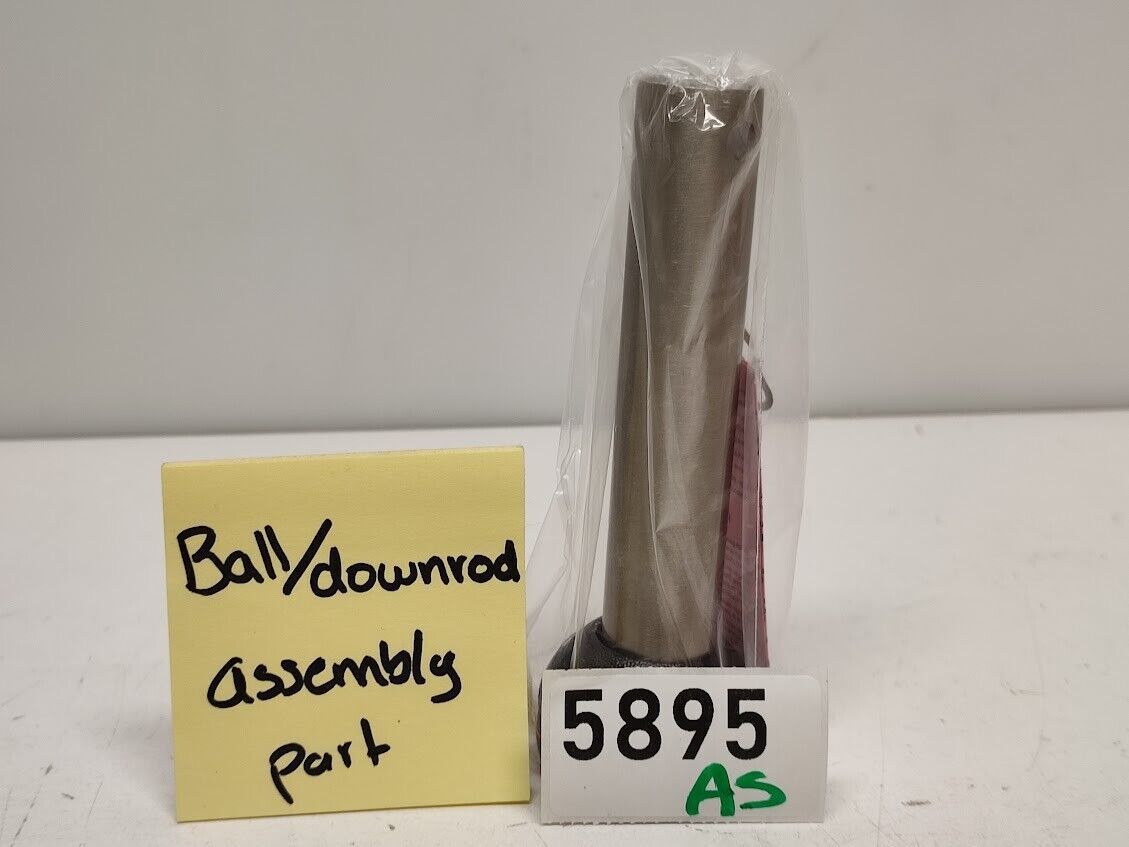 Ball/downrod
assembly
part
5895
AS